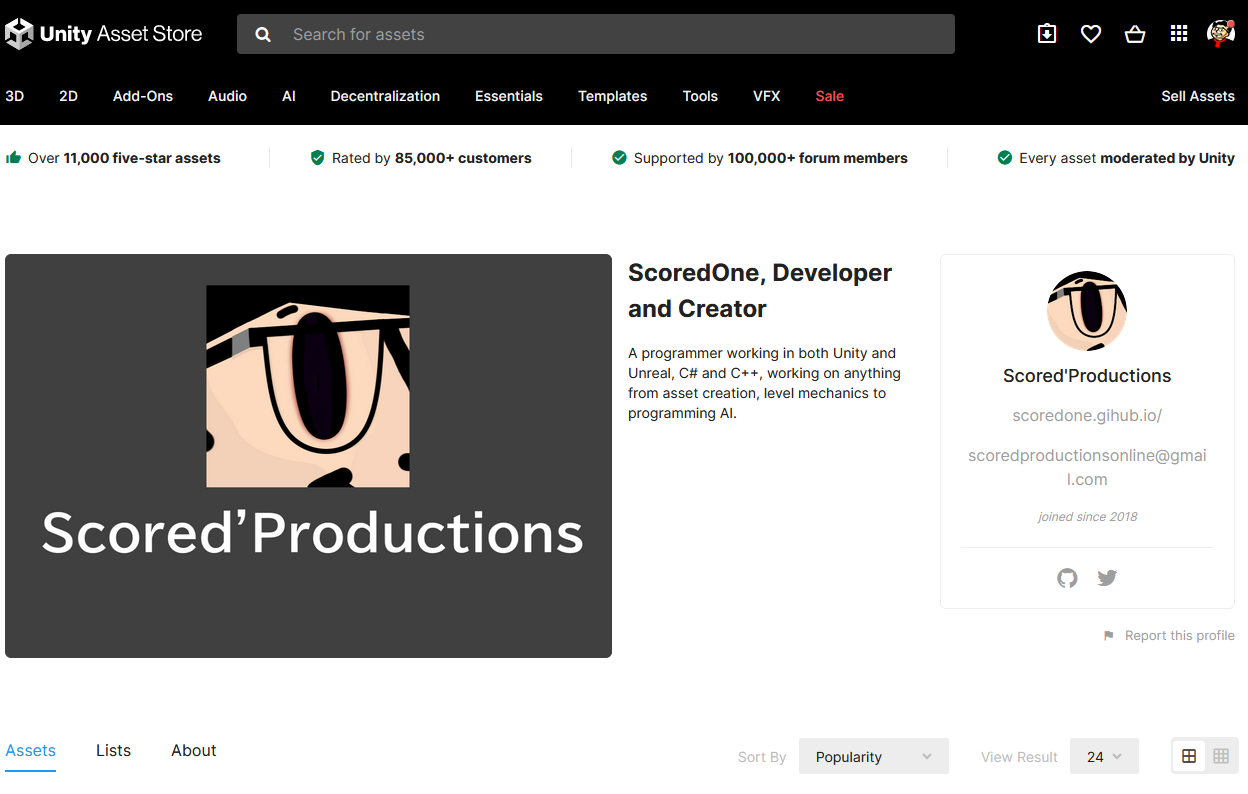 Unity Asset Store
Search for assets
3D 2D Add-Ons Audio AI Decentralization Essentials Templates Tools VFX Sale Sell Assets
Over 11,000 five-star assets Rated by 85,000+ customers Supported by 100,000+ forum members Every asset moderated by Unity
Scored'Productions
ScoredOne, Developer
and Creator
A programmer working in both Unity and
Unreal, C# and C++, working on anything
from asset creation, level mechanics to
programming AI.
Scored'Productions
scoredone.gihub.io/
scoredproductionsonline@gmai
l.com
joined since 2018
Report this profile
Assets Lists About
Sort By Popularity View Result 24